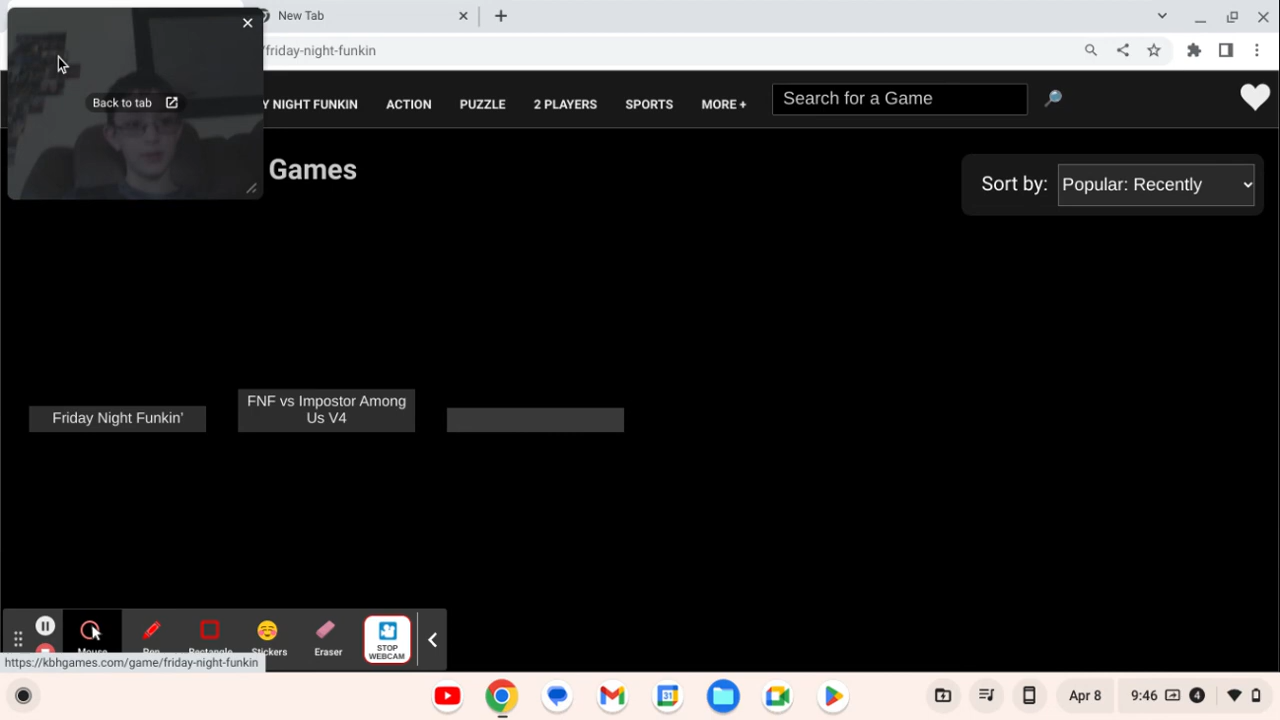 New Tab
/friday-night-funkin
Back to tab
Y NIGHT FUNKIN
ACTION
PUZZLE
2 PLAYERS
SPORTS
MORE +
Search for a Game
Games
Sort by:
Popular: Recently
Friday Night Funkin'
FNF vs Impostor Among
Us V4
Mouse
Pen
Rectangle
Stickers
Eraser
STOP
WEBCAM
https://kbhgames.com/game/friday-night-funkin
31
Apr 8
9:46
4